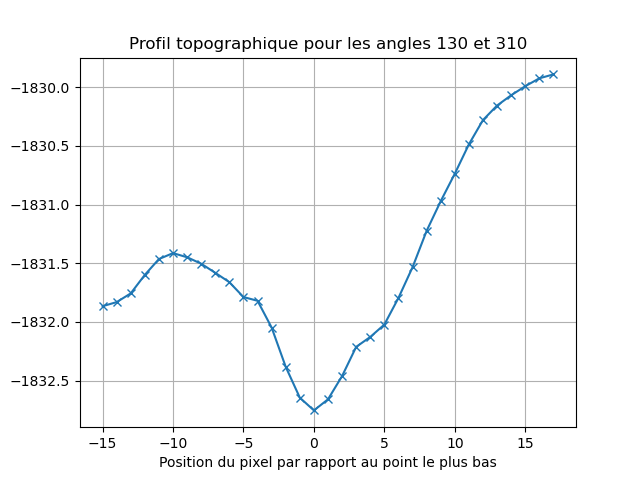 Profil topographique pour les angles 130 et 310
−1830.0
−1830.5
−1831.0
−1831.5
−1832.0
−1832.5
−15 −10 −5 0 5 10 15
Position du pixel par rapport au point le plus bas